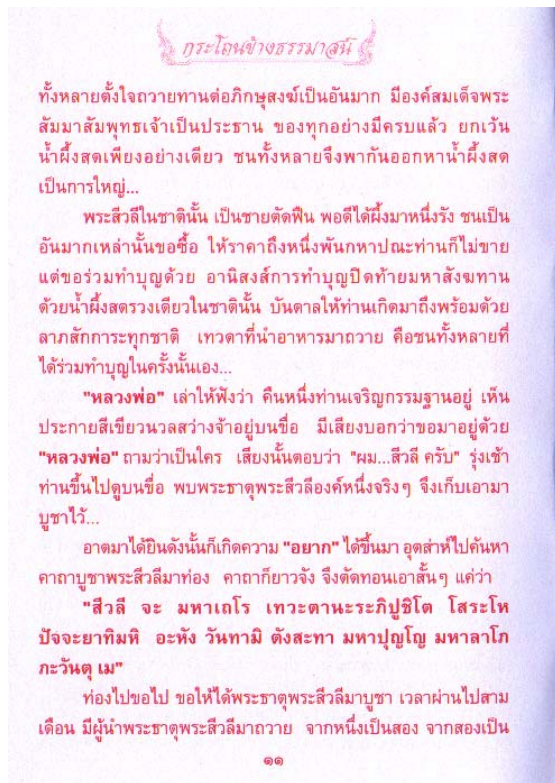 กระโถนข้างธรรมาสน์
ทั้งหลายตั้งใจถวายทานต่อภิกษุสงฆ์เป็นอันมาก มีองค์สมเด็จพระ
สัมมาสัมพุทธเจ้าเป็นประธาน ของทุกอย่างมีครบแล้ว ยกเว้น
น้ำผึ้งสดเพียงอย่างเดียว ชนทั้งหลายจึงพากันออกหาน้ำผึ้งสด
เป็นการใหญ่...
พระสีวลีในชาตินั้น เป็นชายตัดฟืน พอดีได้ผึ้งมาหนึ่งรัง ชนเป็น
อันมากเหล่านั้นขอซื้อ ให้ราคาถึงหนึ่งพันกหาปณะท่านก็ไม่ขาย
แต่ขอร่วมทำบุญด้วย อานิสงส์การทำบุญปิดท้ายมหาสังฆทาน
ด้วยน้ำผึ้งสดรวงเดียวในชาตินั้น บันดาลให้ท่านเกิดมาถึงพร้อมด้วย
ลาภสักการะทุกชาติ เทวดาที่นำอาหารมาถวาย คือชนทั้งหลายที่
ได้ร่วมทำบุญในครั้งนั้นเอง...
"หลวงพ่อ" เล่าให้ฟังว่า คืนหนึ่งท่านเจริญกรรมฐานอยู่ เห็น
ประกายสีเขียวนวลสว่างจ้าอยู่บนขื่อ มีเสียงบอกว่าขอมาอยู่ด้วย
"หลวงพ่อ" ถามว่าเป็นใคร เสียงนั้นตอบว่า "ผม...สีวลี ครับ" รุ่งเช้า
ท่านขึ้นไปดูบนขื่อ พบพระธาตุพระสีวลีองค์หนึ่งจริงๆ จึงเก็บเอามา
บูชาไว้...
อาตมาได้ยินดังนั้นก็เกิดความ "อยาก" ได้ขึ้นมา อุตส่าห์ไปค้นหา
คาถาบูชาพระสีวลีมาท่อง คาถาก็ยาวจัง จึงตัดทอนเอาสั้นๆ แค่ว่า
"สีวลี จะ มหาเถโร เทวะตานะระภิปูชิโต โสระโห
ปัจจะยาทิมหิ อะหัง วันทามิ ตังสะทา มหาปุญโญ มหาลาโภ
ภะวันตุ เม"
ท่องไปขอไป ขอให้ได้พระธาตุพระสีวลีมาบูชา เวลาผ่านไปสาม
เดือน มีผู้นำพระธาตุพระสีวลีมาถวาย จากหนึ่งเป็นสอง จากสองเป็น
๑๑